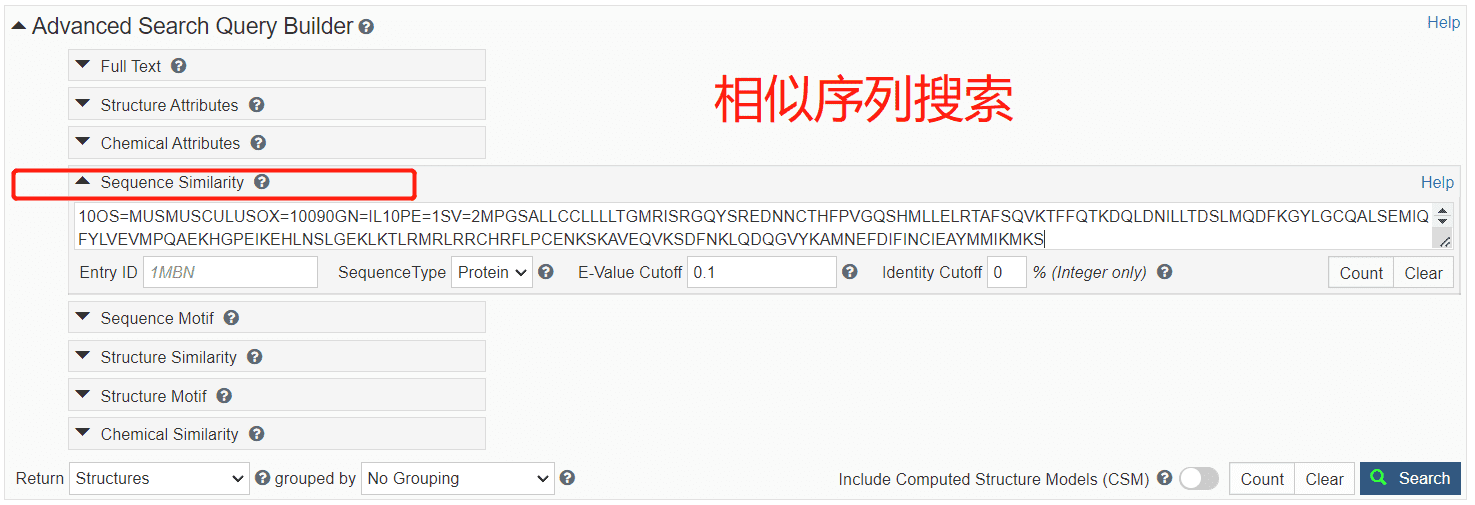 Advanced Search Query Builder
Help
Full Text
Structure Attributes
Chemical Attributes
相似序列搜索
Sequence Similarity
Help
10OS=MUSMUSCULUSOX=10090GN=IL10PE=1SV=2MPGSALLCCLLLLTGMRISRGQYSREDNNCTHFPVGQSHMLLELRTAFSQVKTFFQTKDQLDNILLTDSLMQDFKGYLGCQALSEMIQ
FYLVEVMPQAEKHGPEIKEHLNSLGEKLKTLRMRLRRCHRFLPCENKSKAVEQVKSDFNKLQDQGVYKAMNEFDIFINCIEAYMMIKMKS
Entry ID 1MBN SequenceType Protein E-Value Cutoff 0.1 Identity Cutoff 0 % (Integer only) Count Clear
Sequence Motif
Structure Similarity
Structure Motif
Chemical Similarity
Return Structures grouped by No Grouping Include Computed Structure Models (CSM) Count Clear Search